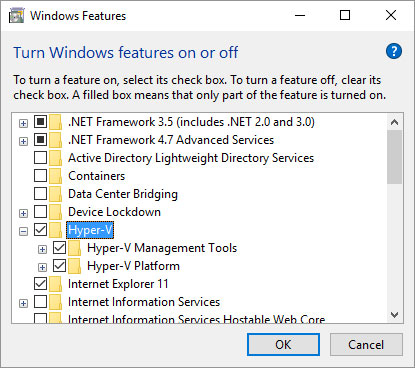 Windows Features
Turn Windows features on or off
To turn a feature on, select its check box. To turn a feature off, clear its
check box. A filled box means that only part of the feature is turned on.
.NET Framework 3.5 (includes .NET 2.0 and 3.0)
.NET Framework 4.7 Advanced Services
Active Directory Lightweight Directory Services
Containers
Data Center Bridging
Device Lockdown
Hyper-V
Hyper-V Management Tools
Hyper-V Platform
Internet Explorer 11
Internet Information Services
Internet Information Services Hostable Web Core
OK Cancel